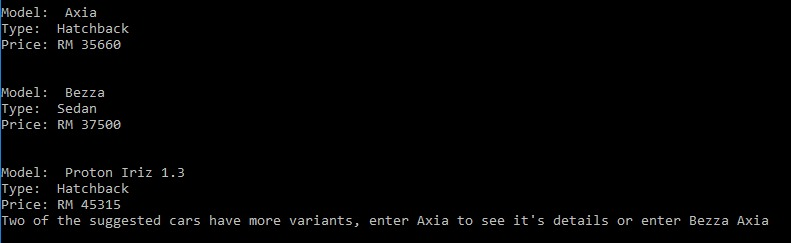 Model:  Axia
Type:  Hatchback
Price: RM 35660
Model:  Bezza
Type:  Sedan
Price: RM 37500
Model:  Proton Iriz 1.3
Type:  Hatchback
Price: RM 45315
Two of the suggested cars have more variants, enter Axia to see it's details or enter Bezza Axia